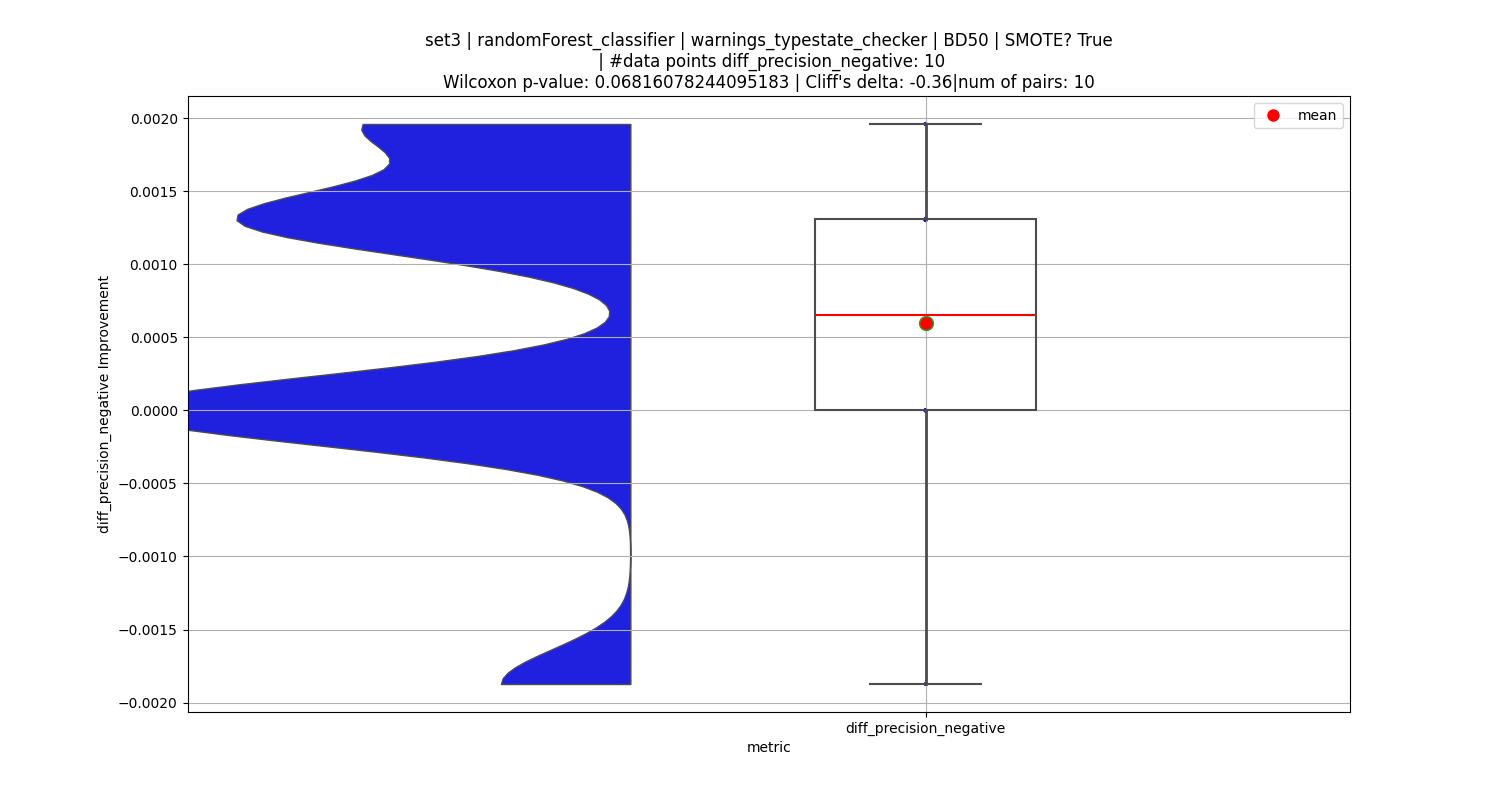 set3 | randomForest_classifier | warnings_typestate_checker | BD50 | SMOTE? True
| #data points diff_precision_negative: 10
Wilcoxon p-value: 0.06816078244095183 | Cliff's delta: -0.36|num of pairs: 10
mean
0.0020
0.0015
0.0010
0.0005
0.0000
−0.0005
−0.0010
−0.0015
−0.0020
diff_precision_negative Improvement
diff_precision_negative
metric